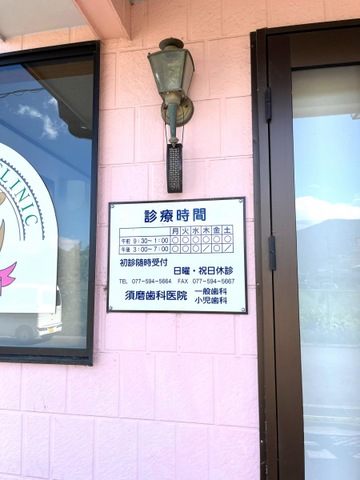 CLINIC
診療時間
月火水木金土
午前 9:30~1:00 ○○○○○○
午後 3:00~7:00 ○○○/○/
初診随時受付
日曜・祝日休診
TEL 077-594-5664 FAX 077-594-5667
須磨歯科医院 一般歯科
小児歯科